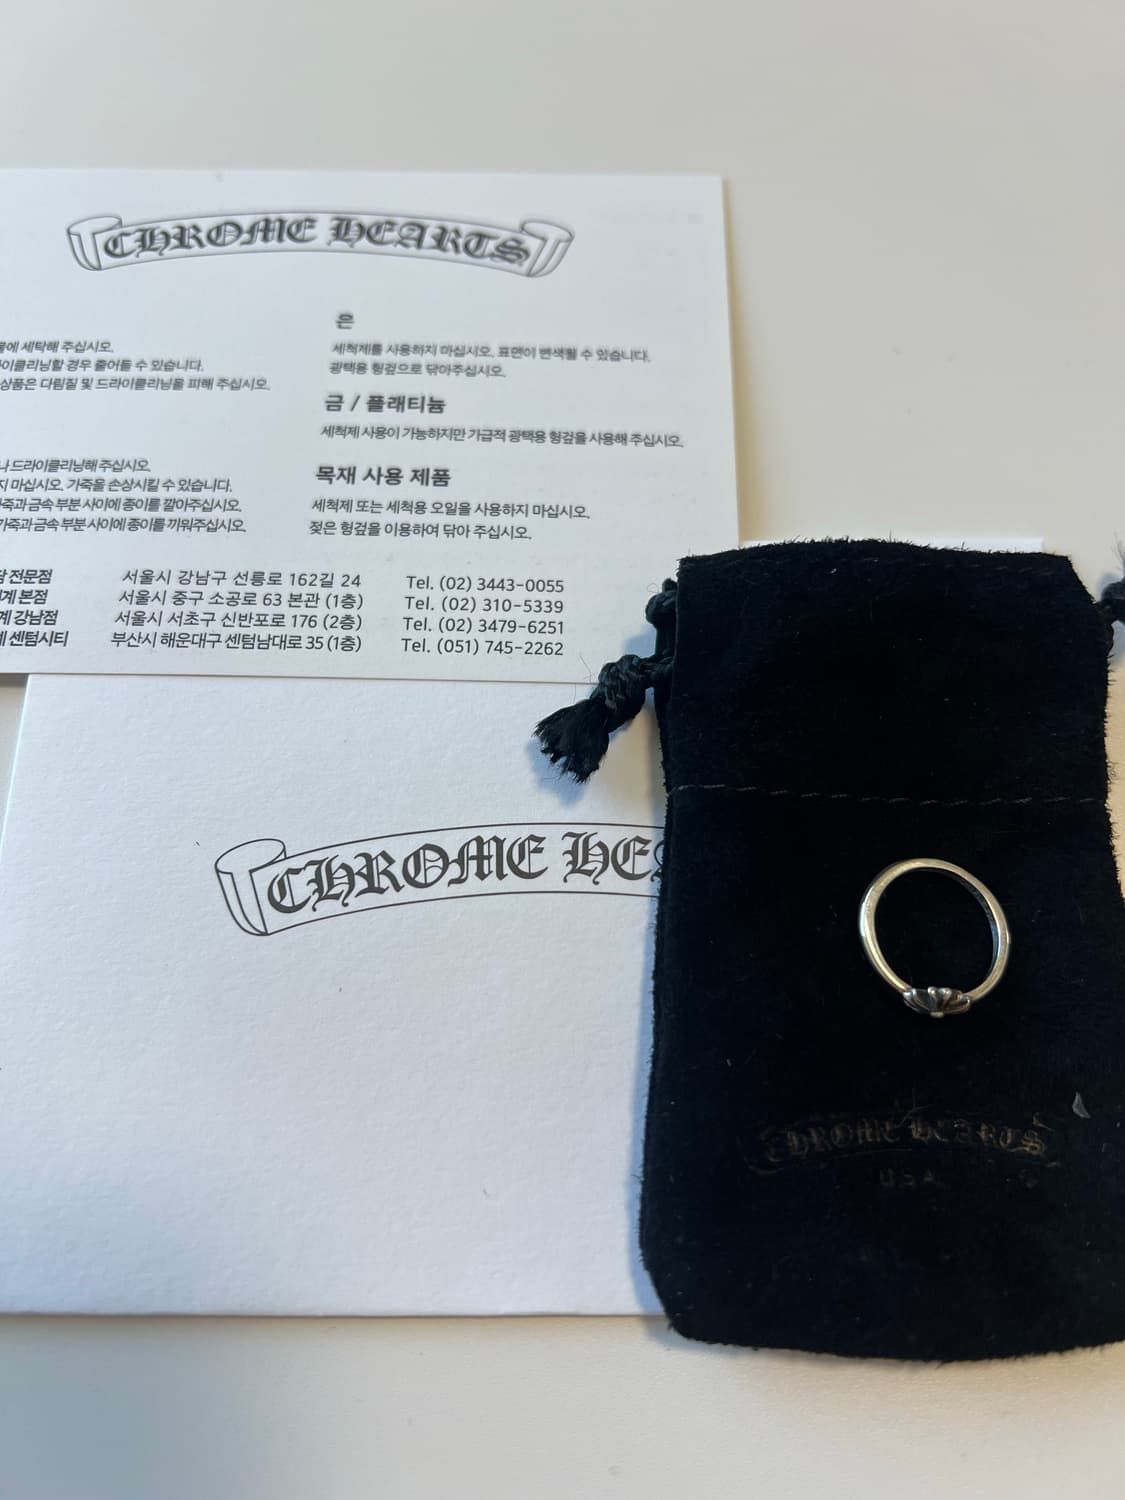 CHROME HEARTS
물에 세탁해 주십시오.
이클리닝할 경우 줄어들 수 있습니다.
상품은 다림질 및 드라이클리닝을 피해 주십시오.
나 드라이클리닝해 주십시오.
지 마십시오. 가죽을 손상시킬 수 있습니다.
가죽과 금속 부분 사이에 종이를 깔아주십시오.
가죽과 금속 부분 사이에 종이를 끼워주십시오.
은
세척제를 사용하지 마십시오. 표면이 변색될 수 있습니다.
광택용 헝겊으로 닦아주십시오.
금 / 플래티늄
세척제 사용이 가능하지만 가급적 광택용 헝겊을 사용해 주십시오.
목재 사용 제품
세척제 또는 세척용 오일을 사용하지 마십시오.
젖은 헝겊을 이용하여 닦아 주십시오.
담 전문점 서울시 강남구 선릉로 162길 24 Tel. (02) 3443-0055
계 본점 서울시 중구 소공로 63 본관 (1층) Tel. (02) 310-5339
계 강남점 서울시 서초구 신반포로 176 (2층) Tel. (02) 3479-6251
센텀시티 부산시 해운대구 센텀남대로 35 (1층) Tel. (051) 745-2262
CHROME HEA
CHROME HEARTS
U.S.A.